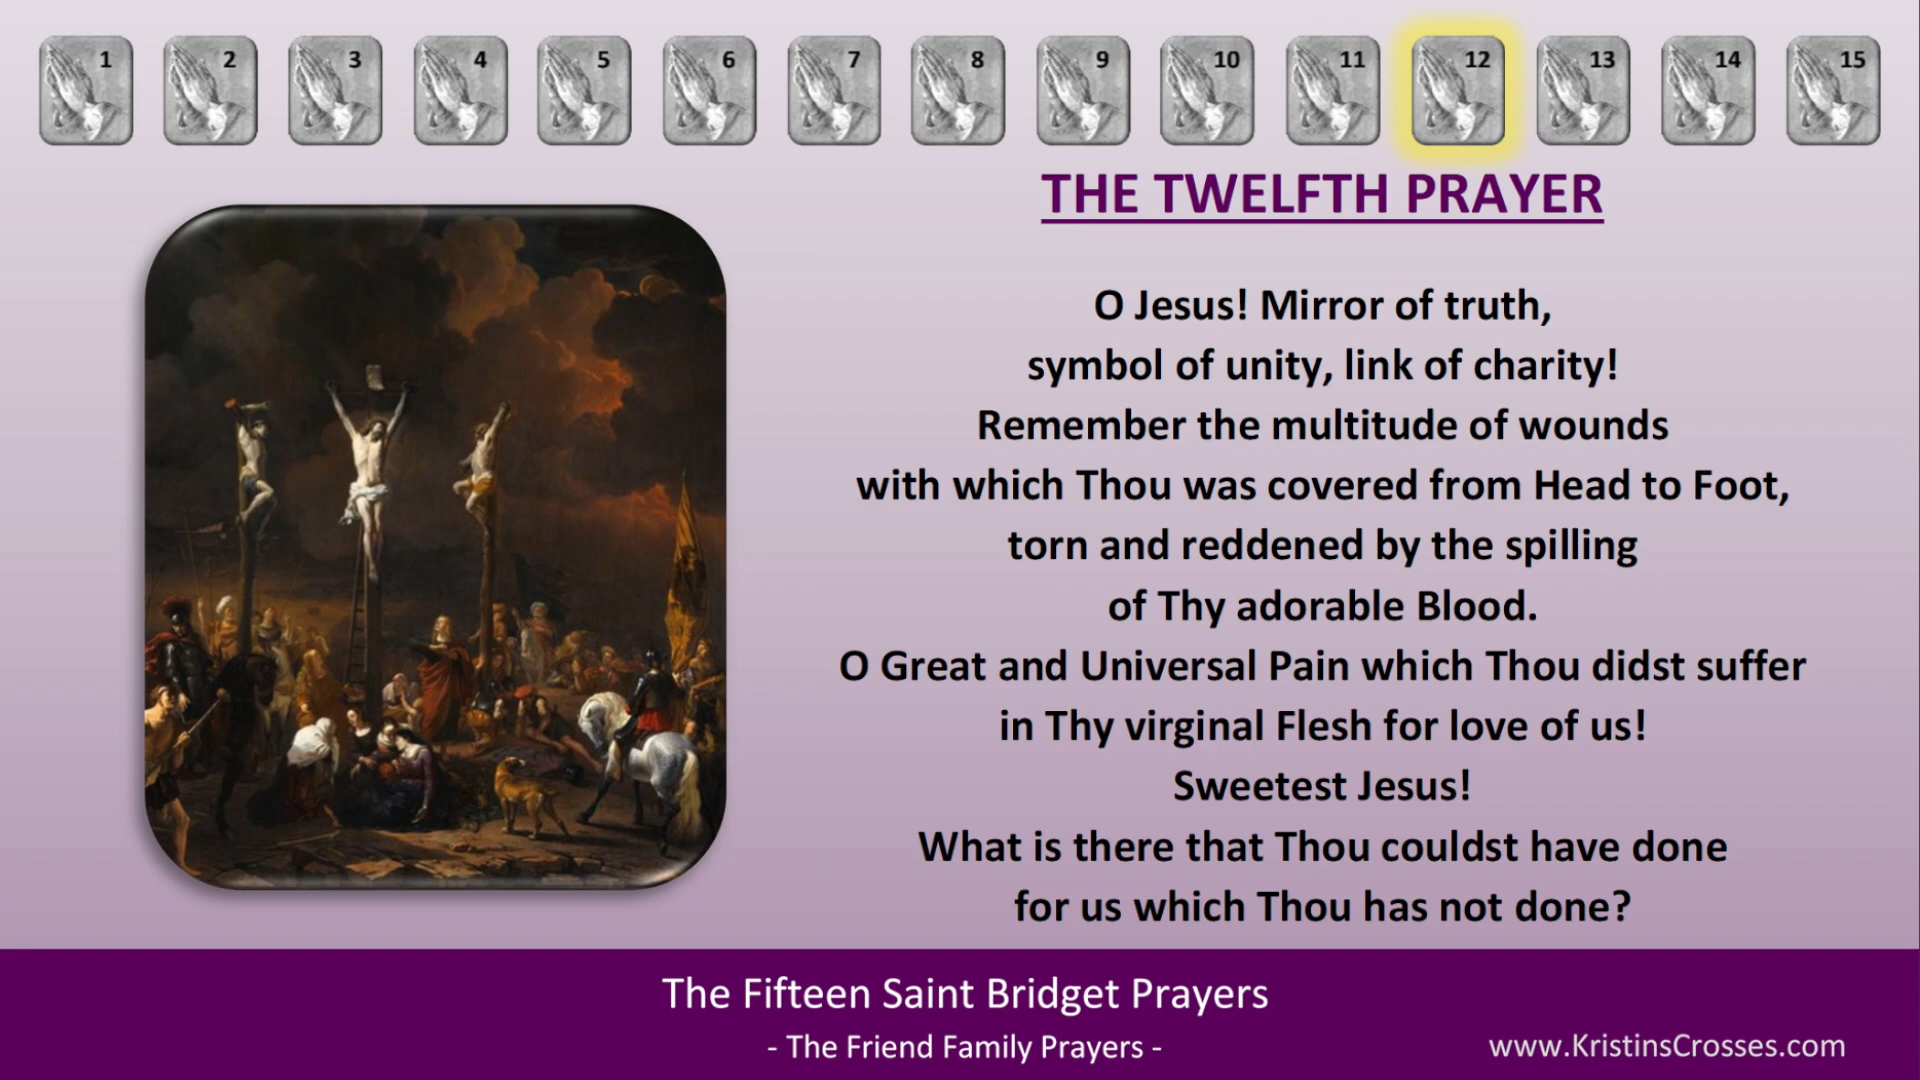 1 2 3 4 5 6 7 8 9 10 11 12 13 14 15
THE TWELFTH PRAYER
O Jesus! Mirror of truth,
symbol of unity, link of charity!
Remember the multitude of wounds
with which Thou was covered from Head to Foot,
torn and reddened by the spilling
of Thy adorable Blood.
O Great and Universal Pain which Thou didst suffer
in Thy virginal Flesh for love of us!
Sweetest Jesus!
What is there that Thou couldst have done
for us which Thou has not done?
The Fifteen Saint Bridget Prayers
- The Friend Family Prayers -
www.KristinsCrosses.com